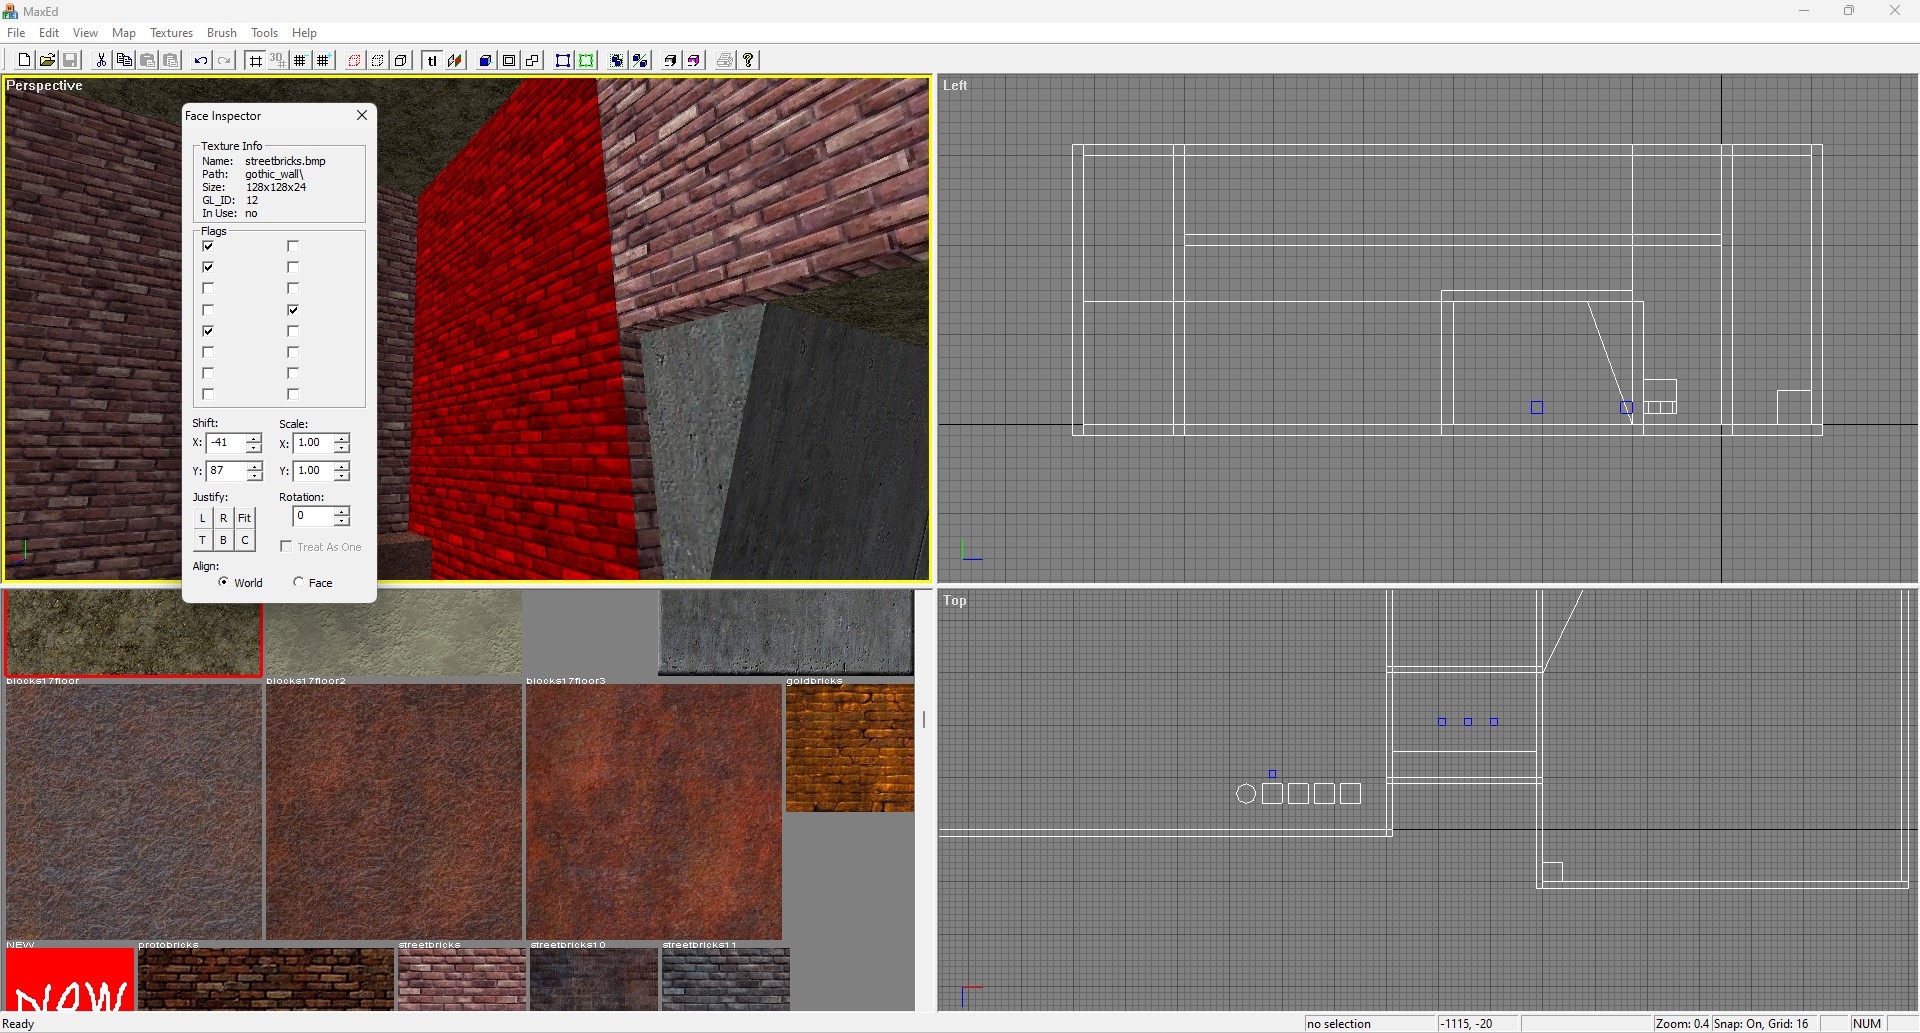 MaxEd
File Edit View Map Textures Brush Tools Help
3D
tl
Perspective
Left
Face Inspector
Texture Info
Name: streetbricks.bmp
Path: gothic_wall\
Size: 128x128x24
GL_ID: 12
In Use: no
Flags
Shift: Scale:
X: -41 X: 1.00
Y: 87 Y: 1.00
Justify: Rotation:
L R Fit 0
T B C Treat As One
Align:
World Face
Top
blocks17floor blocks17floor2 blocks17floor3 goldbricks
NEW protobricks streetbricks streetbricks10 streetbricks11
NEW
Ready no selection -1115, -20 Zoom: 0.4 Snap: On, Grid: 16 NUM